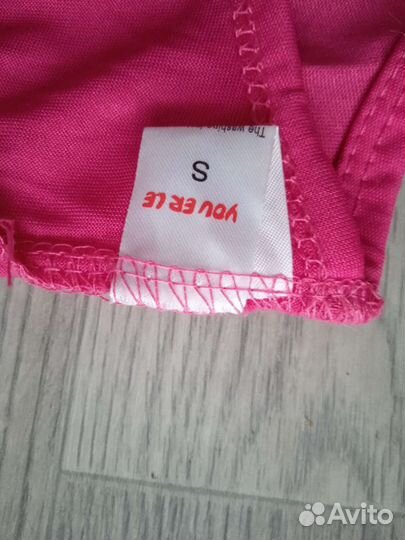 YOU ER LE
S
The washing
Avito